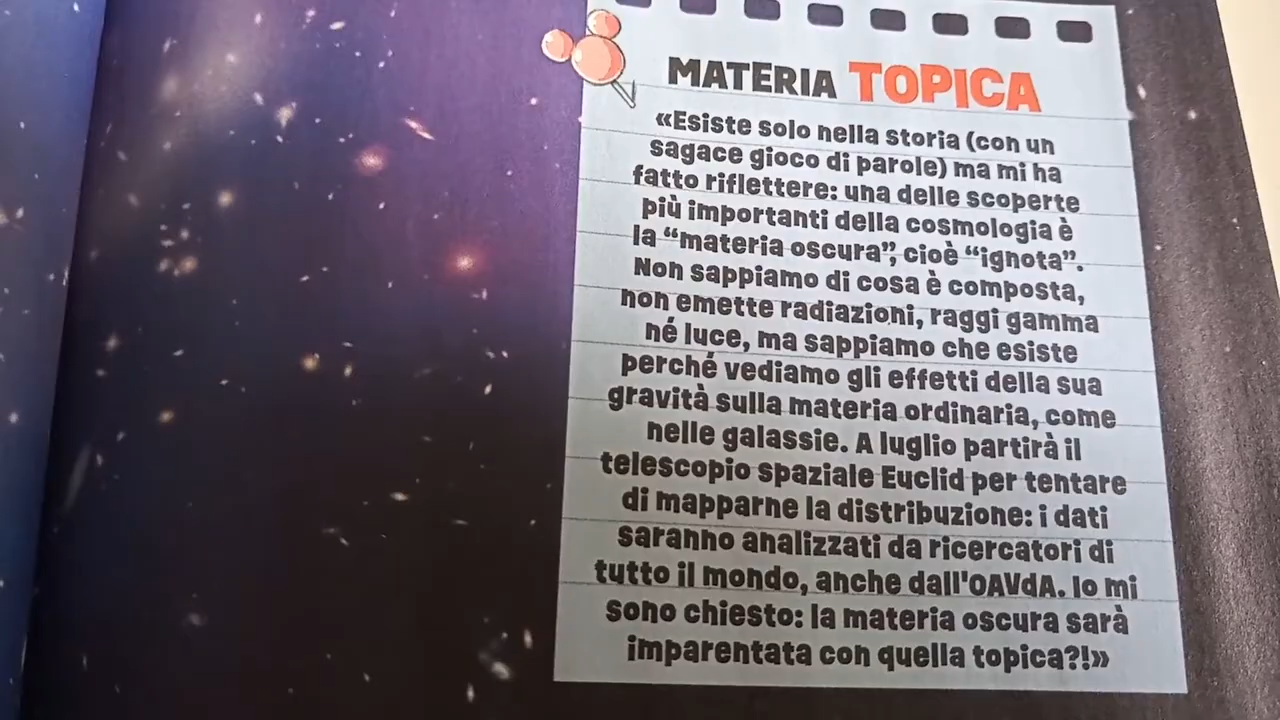 MATERIA TOPICA
«Esiste solo nella storia (con un
sagace gioco di parole) ma mi ha
fatto riflettere: una delle scoperte
più importanti della cosmologia è
la “materia oscura”, cioè “ignota”.
Non sappiamo di cosa è composta,
non emette radiazioni, raggi gamma
né luce, ma sappiamo che esiste
perché vediamo gli effetti della sua
gravità sulla materia ordinaria, come
nelle galassie. A luglio partirà il
telescopio spaziale Euclid per tentare
di mapparne la distribuzione: i dati
saranno analizzati da ricercatori di
tutto il mondo, anche dall'OAVdA. Io mi
sono chiesto: la materia oscura sarà
imparentata con quella topica?!»